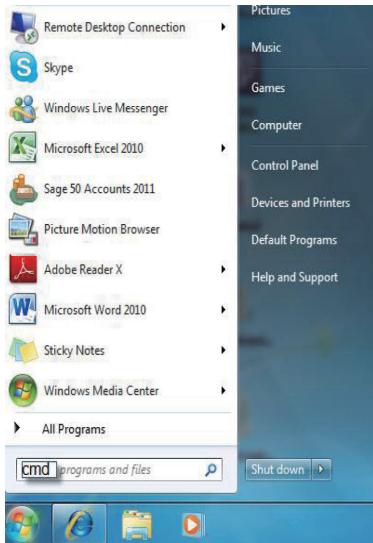 Remote Desktop Connection
Skype
Windows Live Messenger
Microsoft Excel 2010
Sage 50 Accounts 2011
Picture Motion Browser
Adobe Reader X
Microsoft Word 2010
Sticky Notes
Windows Media Center
All Programs
cmd programs and files
Pictures
Music
Games
Computer
Control Panel
Devices and Printers
Default Programs
Help and Support
Shut down